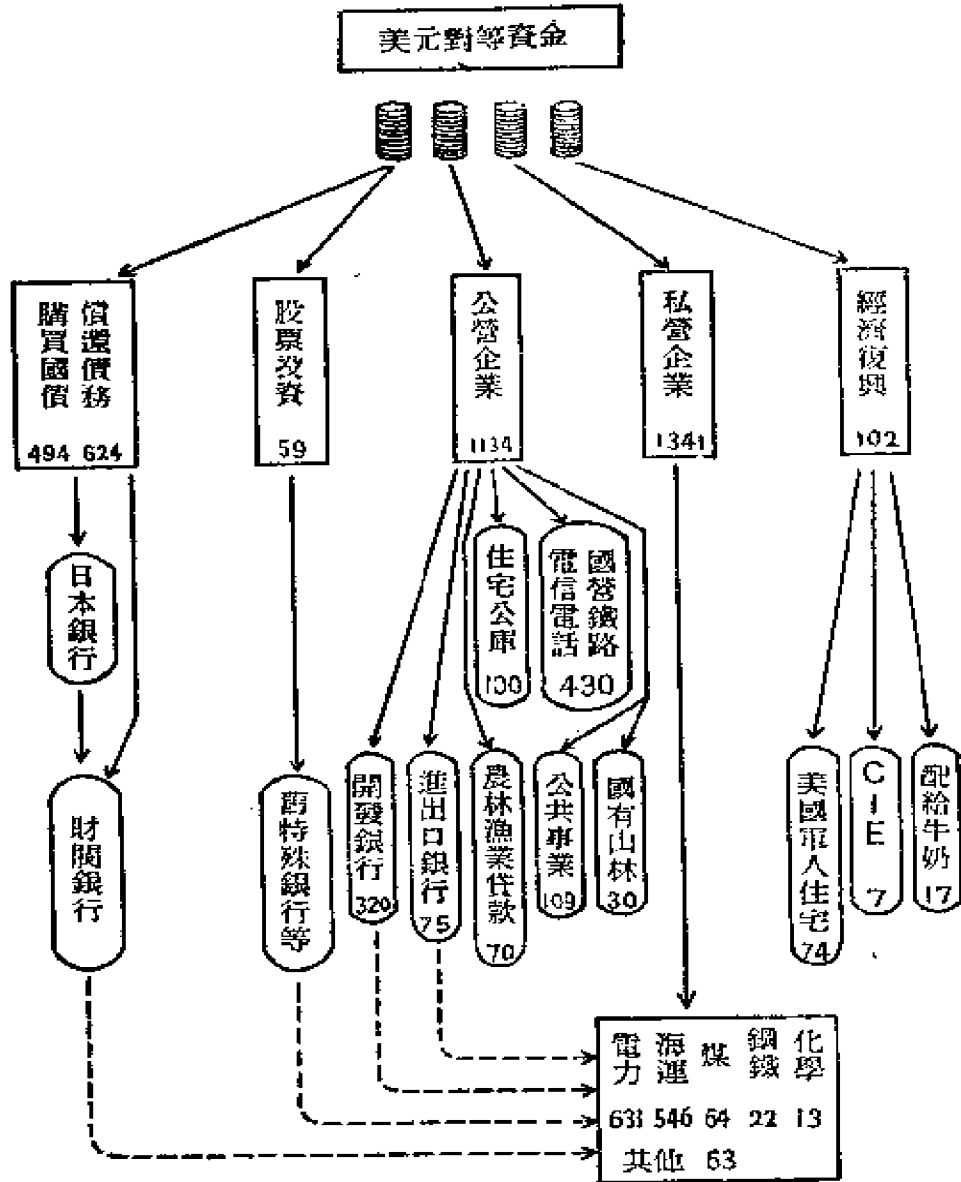 美元對等資金
償還債務
624
購買國債
494
股票投資
59
公營企業
1134
私營企業
1341
經濟復興
102
日本銀行
財閥銀行
舊特殊銀行等
住宅公庫
100
國營鐵路
電信電話
430
開發銀行
320
進出口銀行
75
農林漁業貸款
70
公共事業
109
國有山林
30
美國軍人住宅
74
CIE
7
配給牛奶
17
電力 海運 煤 鋼鐵 化學
631 546 64 22 13
共他 63